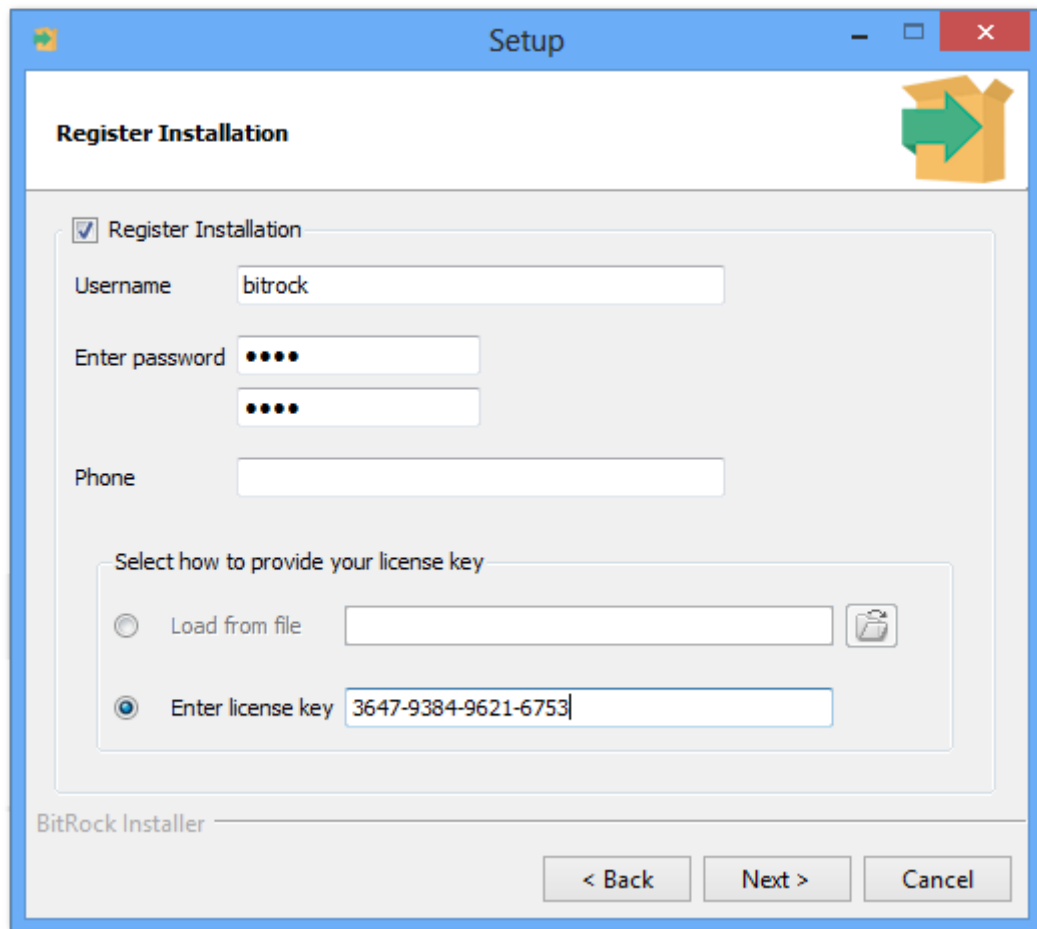 Setup
Register Installation
Register Installation
Username bitrock
Enter password ••••
••••
Phone
Select how to provide your license key
Load from file
Enter license key 3647-9384-9621-6753
BitRock Installer
< Back Next > Cancel